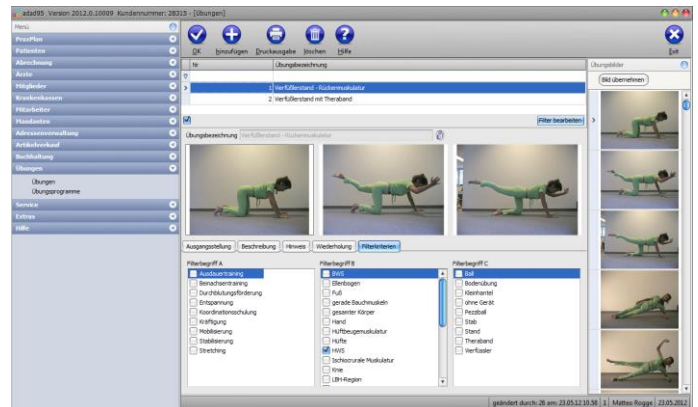 adad95 Version 2012.0.10009 Kundennummer: 28315 - [Übungen]
Menü
PraxPlan
Patienten
Abrechnung
Ärzte
Mitglieder
Krankenkassen
Mitarbeiter
Mandanten
Adressenverwaltung
Artikelverkauf
Buchhaltung
Übungen
Übungen
Übungsprogramme
Service
Extras
Hilfe
OK
hinzufügen
Druckausgabe
löschen
Hilfe
Exit
Nr
Übungsbezeichnung
1 Vierfüßlerstand - Rückenmuskulatur
2 Vierfüßlerstand mit Theraband
Filter bearbeiten
Übungsbezeichnung Vierfüßlerstand - Rückenmuskulatur
Ausgangsstellung
Beschreibung
Hinweis
Wiederholung
Filterkriterien
Filterbegriff A
Ausdauertraining
Beinachsentraining
Durchblutungsförderung
Entspannung
Koordinationsschulung
Kräftigung
Mobilisierung
Stabilisierung
Stretching
Filterbegriff B
BWS
Ellenbogen
Fuß
gerade Bauchmuskeln
gesamter Körper
Hand
Hüftbeugemuskulatur
Hüfte
HWS
Ischiocrurale Muskulatur
Knie
LBH-Region
Filterbegriff C
Ball
Bodenübung
Kleinhantel
ohne Gerät
Pezziball
Stab
Stand
Theraband
Vierfüssler
Übungsbilder
Bild übernehmen
geändert durch: 26 am: 23.05.12 10:58
1
Matteo Rogge
23.05.2012